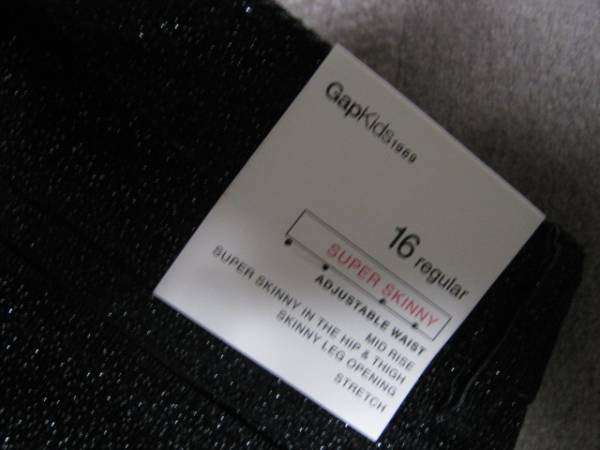 GapKids1969
16 regular
SUPER SKINNY
ADJUSTABLE WAIST
MID RISE
SUPER SKINNY IN THE HIP & THIGH
SKINNY LEG OPENING
STRETCH